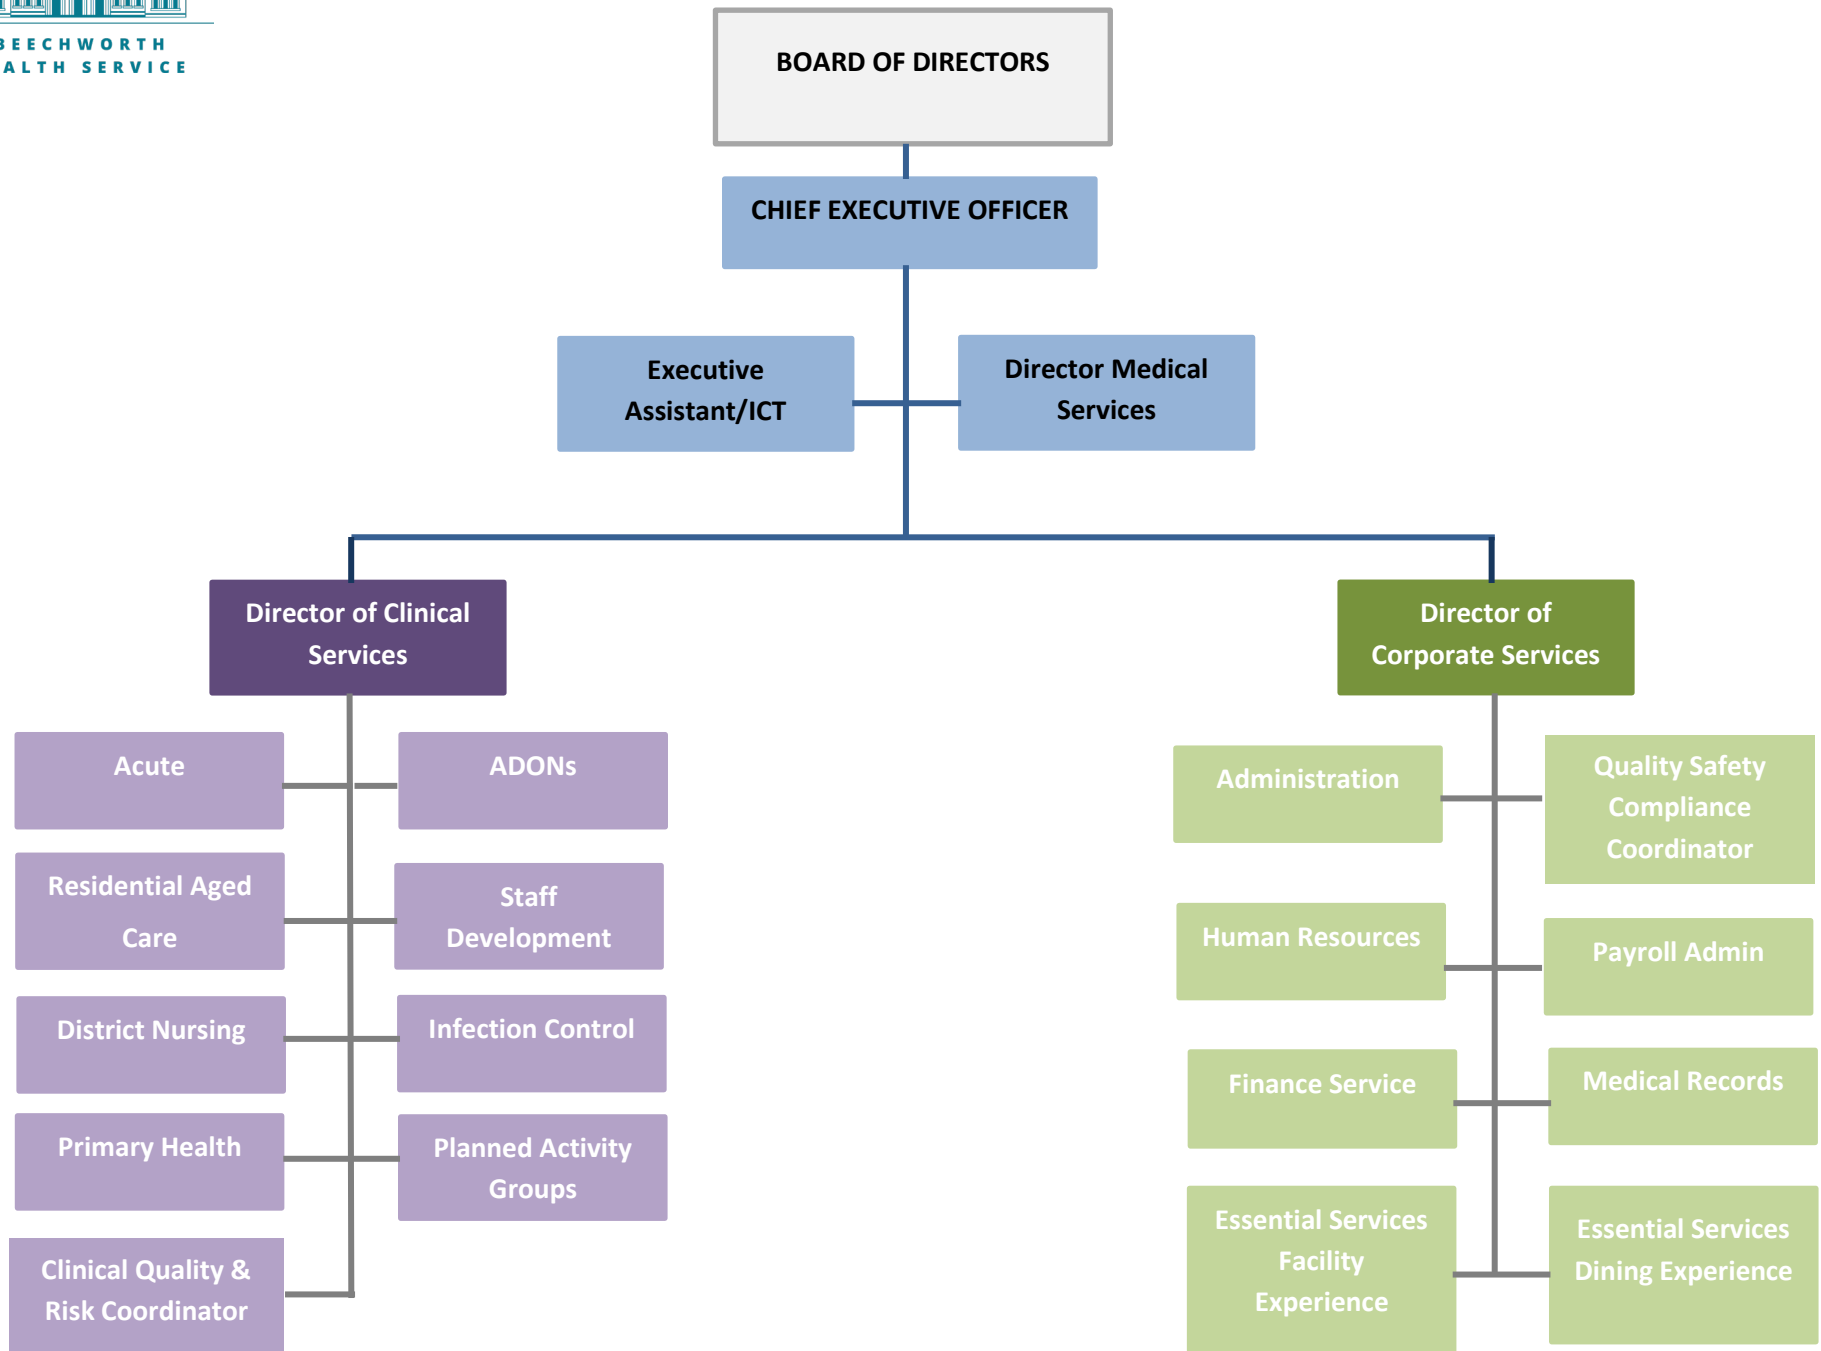 BEECHWORTH
ALTH SERVICE
BOARD OF DIRECTORS
CHIEF EXECUTIVE OFFICER
Executive
Assistant/ICT
Director Medical
Services
Director of Clinical
Services
Director of
Corporate Services
Acute
ADONs
Residential Aged
Care
Staff
Development
District Nursing
Infection Control
Primary Health
Planned Activity
Groups
Clinical Quality &
Risk Coordinator
Administration
Quality Safety
Compliance
Coordinator
Human Resources
Payroll Admin
Finance Service
Medical Records
Essential Services
Facility
Experience
Essential Services
Dining Experience